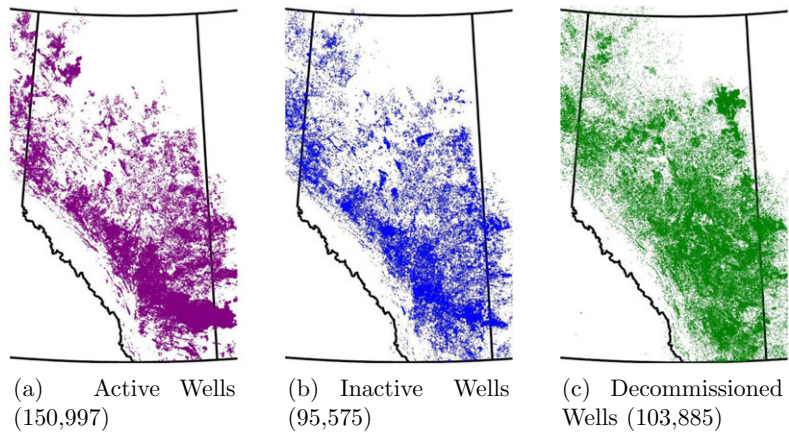 (a) Active Wells
(150,997)
(b) Inactive Wells
(95,575)
(c) Decommissioned
Wells (103,885)